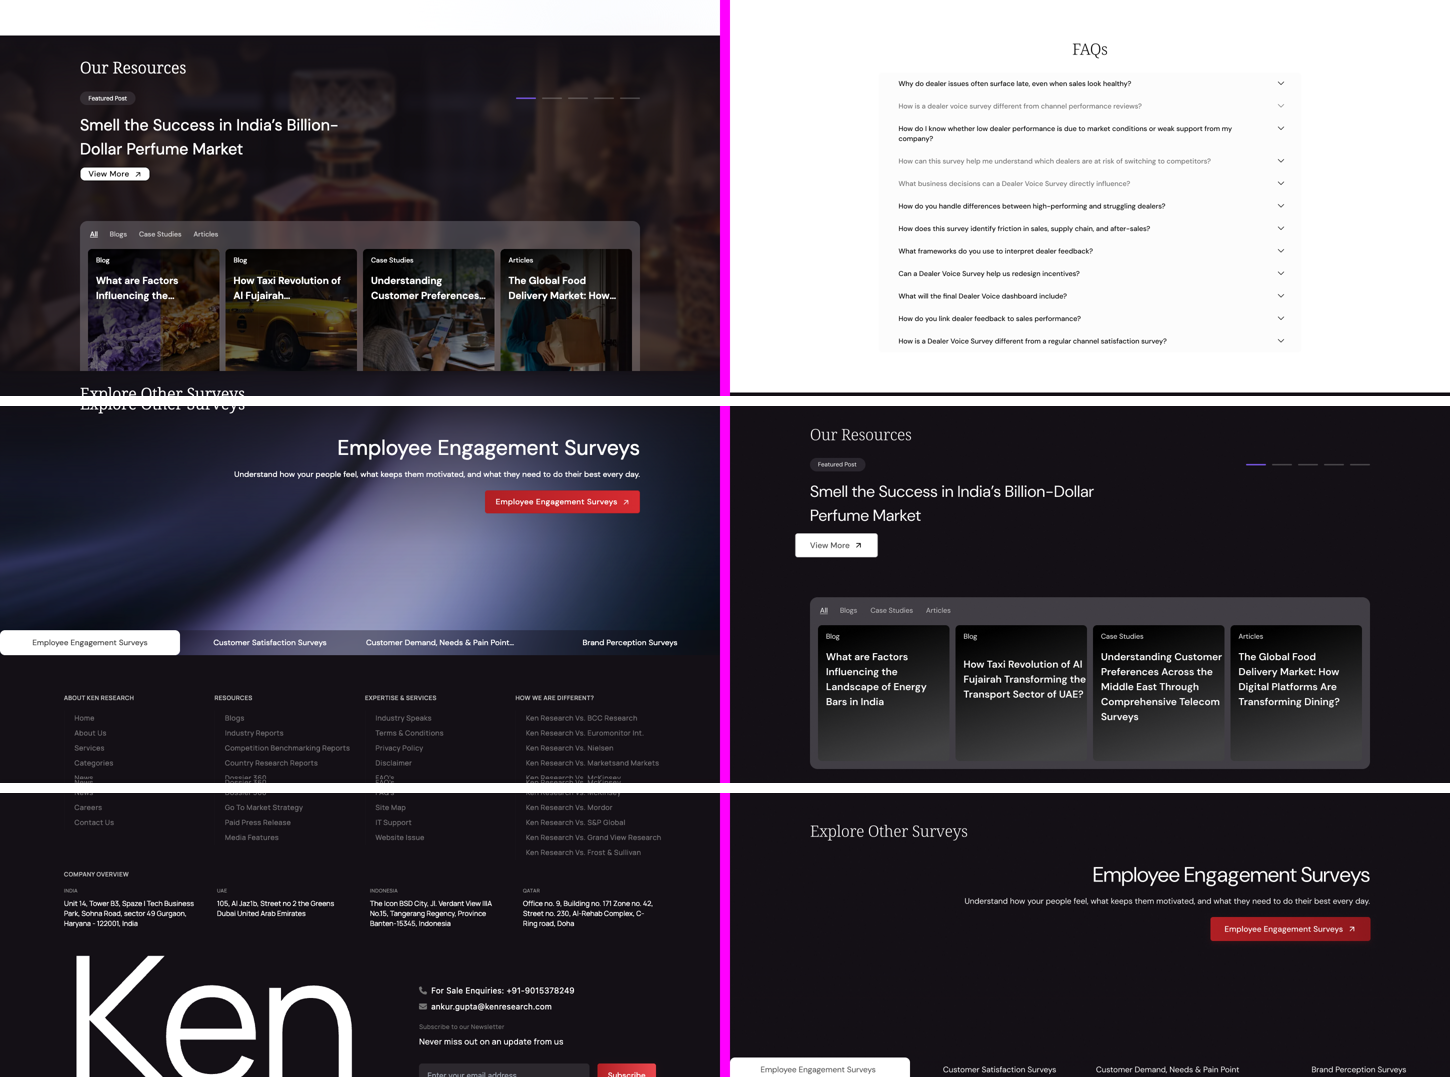 Our Resources
Featured Post
Smell the Success in India's Billion-
Dollar Perfume Market
View More
All Blogs Case Studies Articles
Blog
What are Factors
Influencing the...
Blog
How Taxi Revolution of
Al Fujairah...
Case Studies
Understanding
Customer Preferences...
Articles
The Global Food
Delivery Market: How...
Explore Other Surveys
Explore Other Surveys
Employee Engagement Surveys
Understand how your people feel, what keeps them motivated, and what they need to do their best every day.
Employee Engagement Surveys
Employee Engagement Surveys
Customer Satisfaction Surveys
Customer Demand, Needs & Pain Point...
Brand Perception Surveys
ABOUT KEN RESEARCH
Home
About Us
Services
Categories
News
News
Careers
Contact Us
RESOURCES
Blogs
Industry Reports
Competition Benchmarking Reports
Country Research Reports
Dossier 360
Dossier 360
Go To Market Strategy
Paid Press Release
Media Features
EXPERTISE & SERVICES
Industry Speaks
Terms & Conditions
Privacy Policy
Disclaimer
FAQ's
FAQ's
Site Map
IT Support
Website Issue
HOW WE ARE DIFFERENT?
Ken Research Vs. BCC Research
Ken Research Vs. Euromonitor Int.
Ken Research Vs. Nielsen
Ken Research Vs. Marketsand Markets
Ken Research Vs. McKinsey
Ken Research Vs. McKinsey
Ken Research Vs. Mordor
Ken Research Vs. S&P Global
Ken Research Vs. Grand View Research
Ken Research Vs. Frost & Sullivan
COMPANY OVERVIEW
INDIA
Unit 14, Tower B3, Spaze I Tech Business
Park, Sohna Road, sector 49 Gurgaon,
Haryana - 122001, India
UAE
105, Al Jaz1b, Street no 2 the Greens
Dubai United Arab Emirates
INDONESIA
The Icon BSD City, Jl. Verdant View IIIA
No.15, Tangerang Regency, Province
Banten-15345, Indonesia
QATAR
Office no. 9, Building no. 171 Zone no. 42,
Street no. 230, Al-Rehab Complex, C-
Ring road, Doha
Ken
For Sale Enquiries: +91-9015378249
ankur.gupta@kenresearch.com
Subscribe to our Newsletter
Never miss out on an update from us
Enter your email address
Subscribe
FAQs
Why do dealer issues often surface late, even when sales look healthy?
How is a dealer voice survey different from channel performance reviews?
How do I know whether low dealer performance is due to market conditions or weak support from my
company?
How can this survey help me understand which dealers are at risk of switching to competitors?
What business decisions can a Dealer Voice Survey directly influence?
How do you handle differences between high-performing and struggling dealers?
How does this survey identify friction in sales, supply chain, and after-sales?
What frameworks do you use to interpret dealer feedback?
Can a Dealer Voice Survey help us redesign incentives?
What will the final Dealer Voice dashboard include?
How do you link dealer feedback to sales performance?
How is a Dealer Voice Survey different from a regular channel satisfaction survey?
Our Resources
Featured Post
Smell the Success in India's Billion-Dollar
Perfume Market
View More
All Blogs Case Studies Articles
Blog
What are Factors
Influencing the
Landscape of Energy
Bars in India
Blog
How Taxi Revolution of Al
Fujairah Transforming the
Transport Sector of UAE?
Case Studies
Understanding Customer
Preferences Across the
Middle East Through
Comprehensive Telecom
Surveys
Articles
The Global Food
Delivery Market: How
Digital Platforms Are
Transforming Dining?
Explore Other Surveys
Employee Engagement Surveys
Understand how your people feel, what keeps them motivated, and what they need to do their best every day.
Employee Engagement Surveys
Employee Engagement Surveys
Customer Satisfaction Surveys
Customer Demand, Needs & Pain Point
Brand Perception Surveys